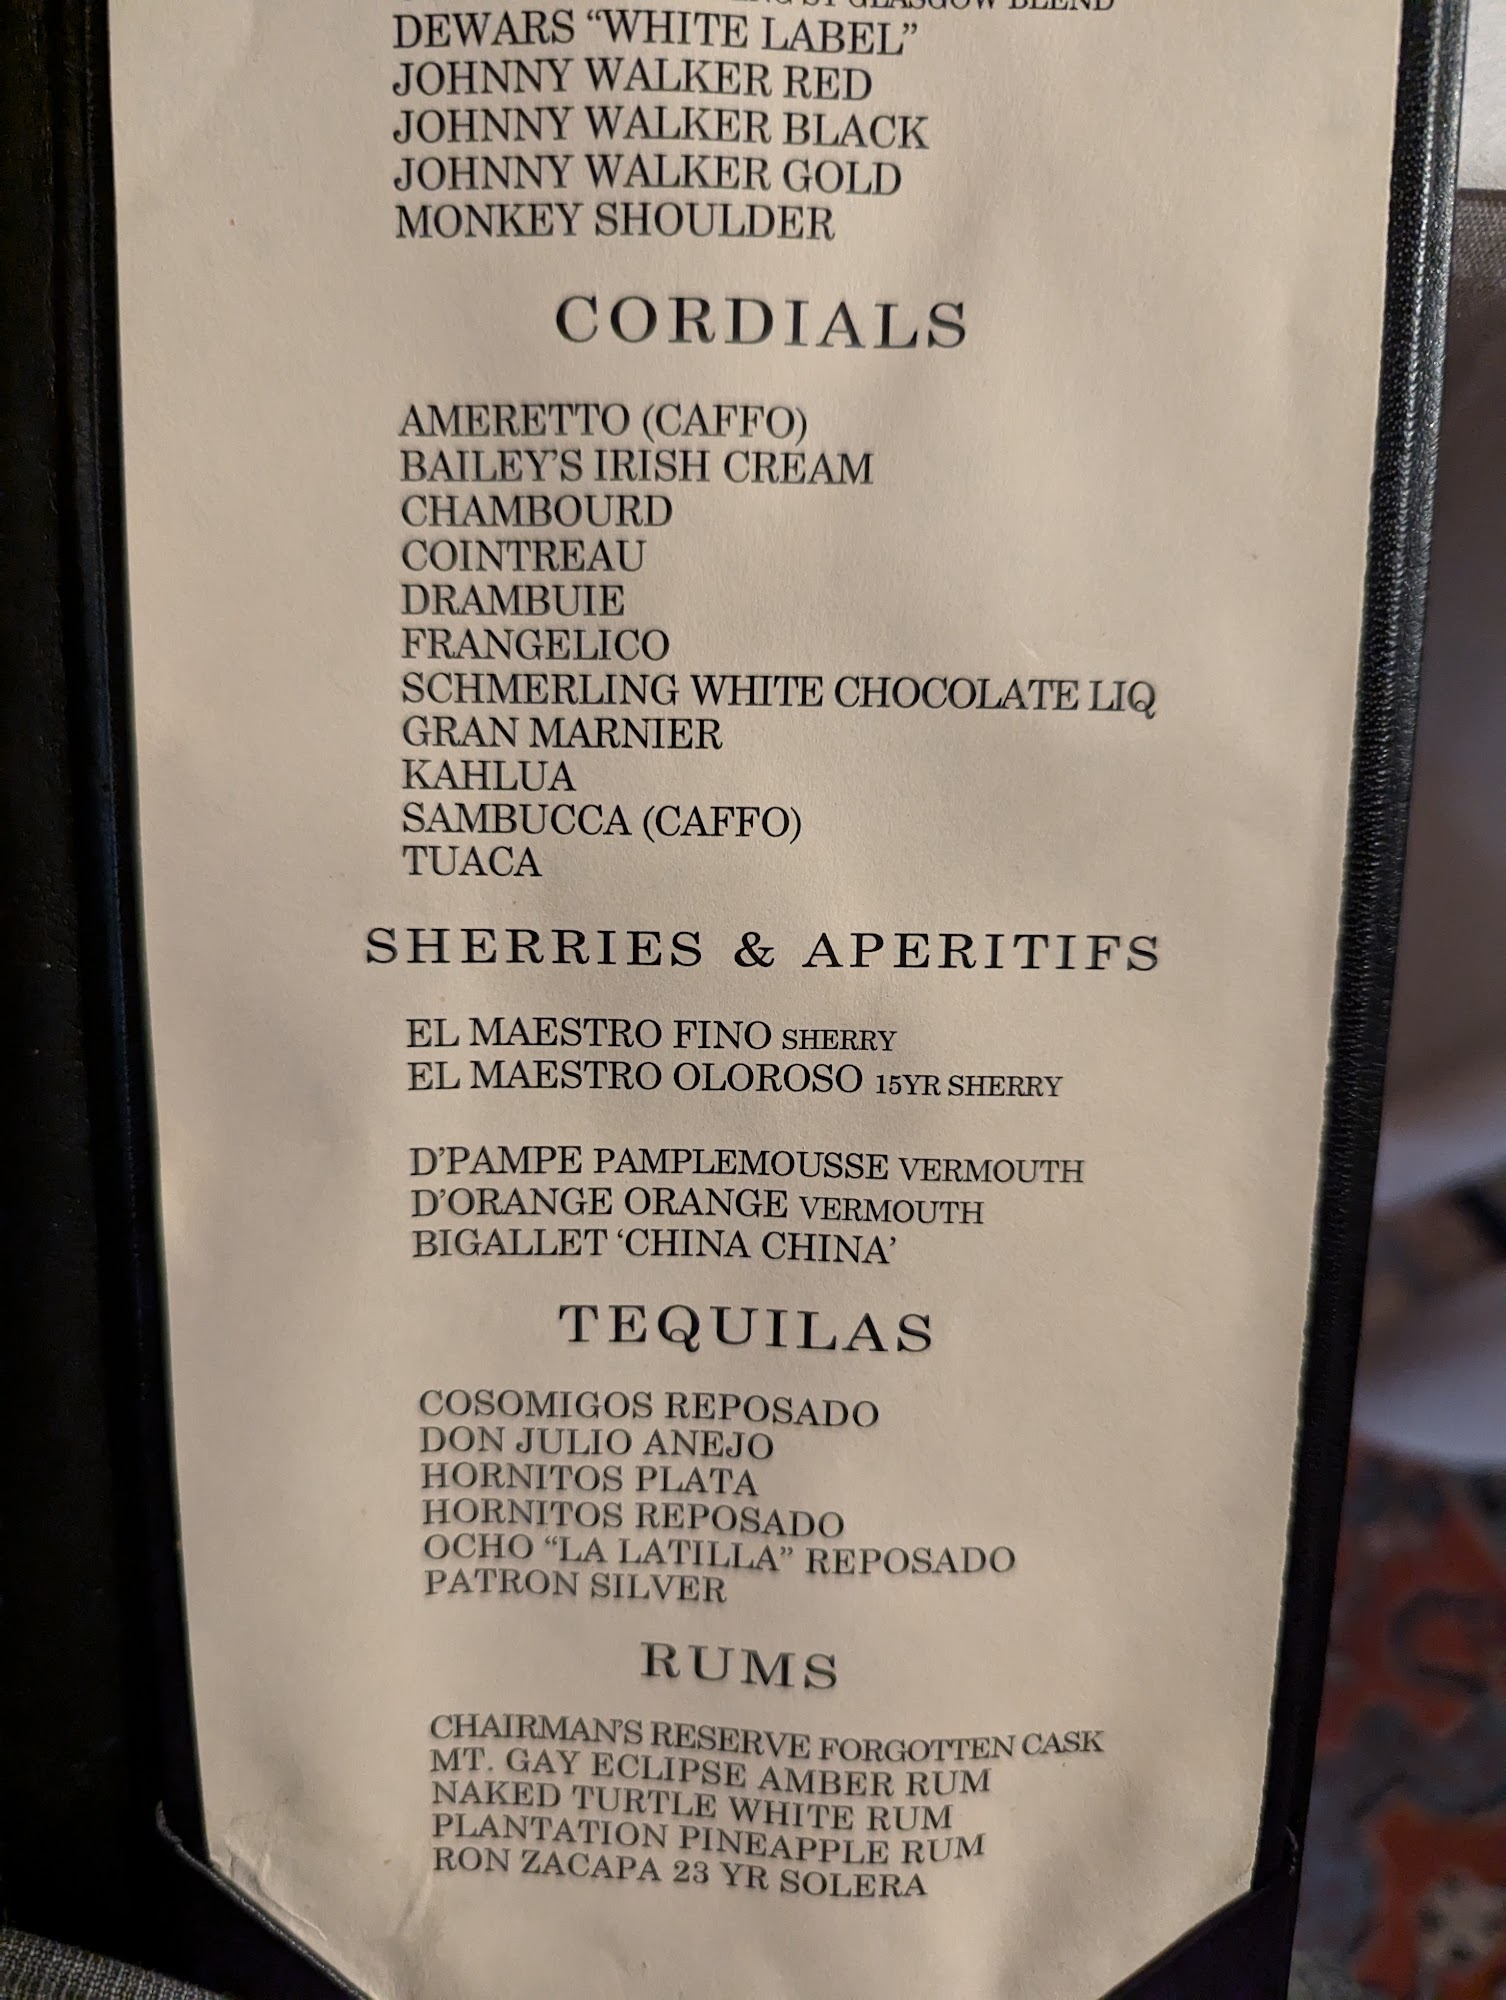 GLASGOW BLEND
DEWARS “WHITE LABEL”
JOHNNY WALKER RED
JOHNNY WALKER BLACK
JOHNNY WALKER GOLD
MONKEY SHOULDER
CORDIALS
AMERETTO (CAFFO)
BAILEY'S IRISH CREAM
CHAMBOURD
COINTREAU
DRAMBUIE
FRANGELICO
SCHMERLING WHITE CHOCOLATE LIQ
GRAN MARNIER
KAHLUA
SAMBUCCA (CAFFO)
TUACA
SHERRIES & APERITIFS
EL MAESTRO FINO SHERRY
EL MAESTRO OLOROSO 15YR SHERRY
D'PAMPE PAMPLEMOUSSE VERMOUTH
D'ORANGE ORANGE VERMOUTH
BIGALLET ‘CHINA CHINA’
TEQUILAS
COSOMIGOS REPOSADO
DON JULIO ANEJO
HORNITOS PLATA
HORNITOS REPOSADO
OCHO “LA LATILLA” REPOSADO
PATRON SILVER
RUMS
CHAIRMAN'S RESERVE FORGOTTEN CASK
MT. GAY ECLIPSE AMBER RUM
NAKED TURTLE WHITE RUM
PLANTATION PINEAPPLE RUM
RON ZACAPA 23 YR SOLERA